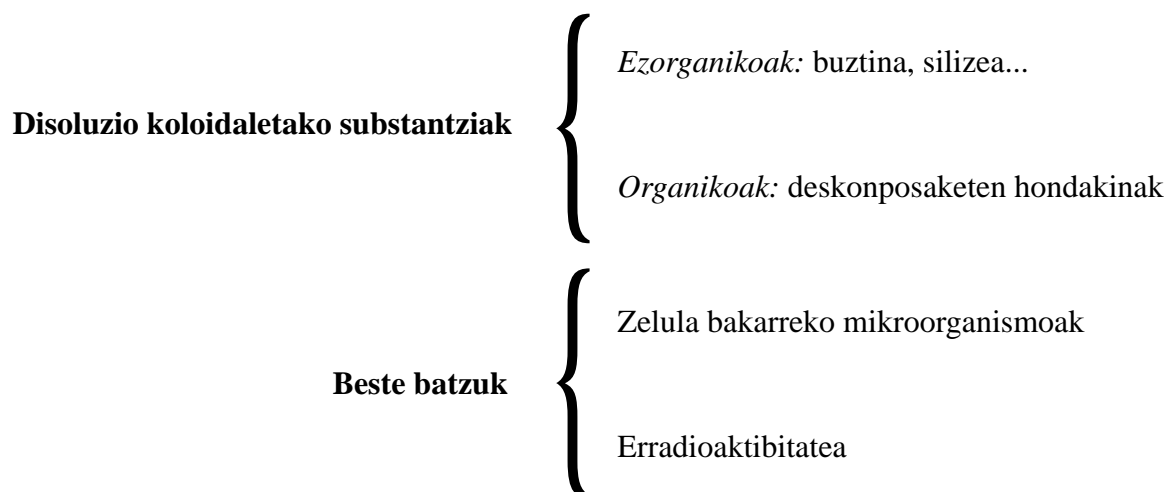 Disoluzio koloidaletako substantziak
Ezorganikoak: buztina, silizea...
Organikoak: deskonposaketen hondakinak
Beste batzuk
Zelula bakarreko mikroorganismoak
Erradioaktibitatea